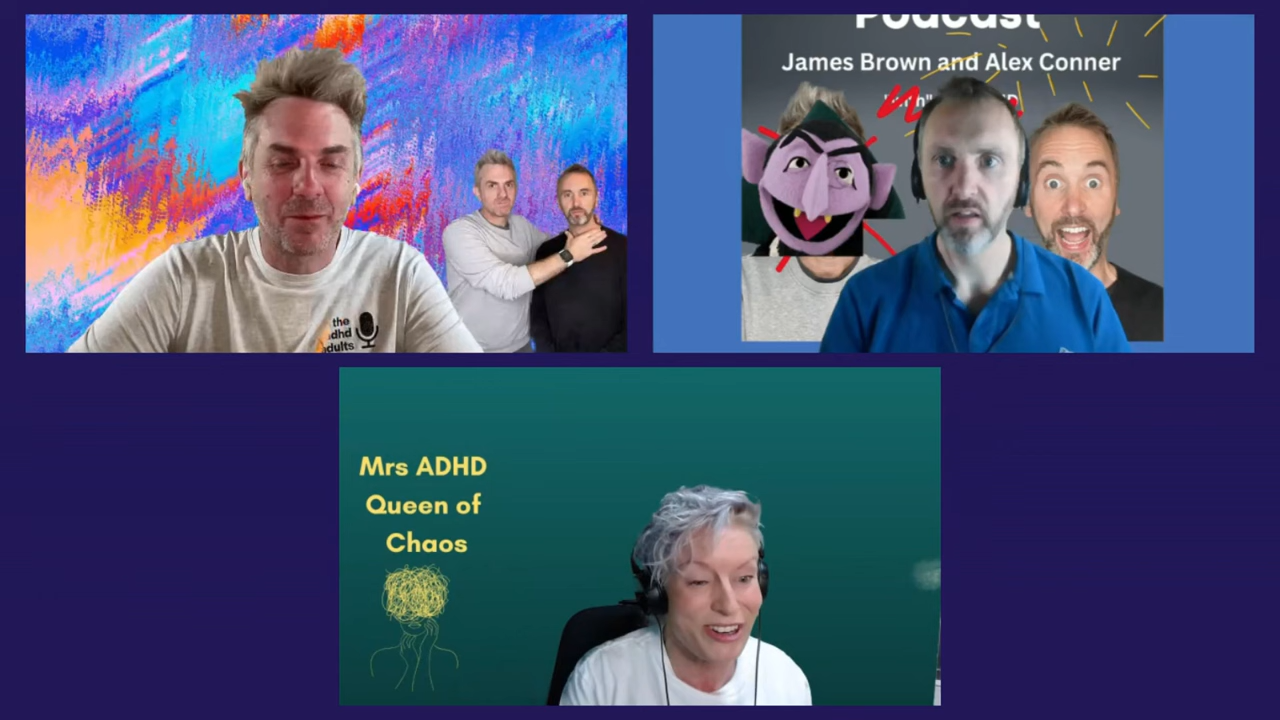 Podcast
James Brown and Alex Conner
the
adhd
adults
Mrs ADHD
Queen of
Chaos